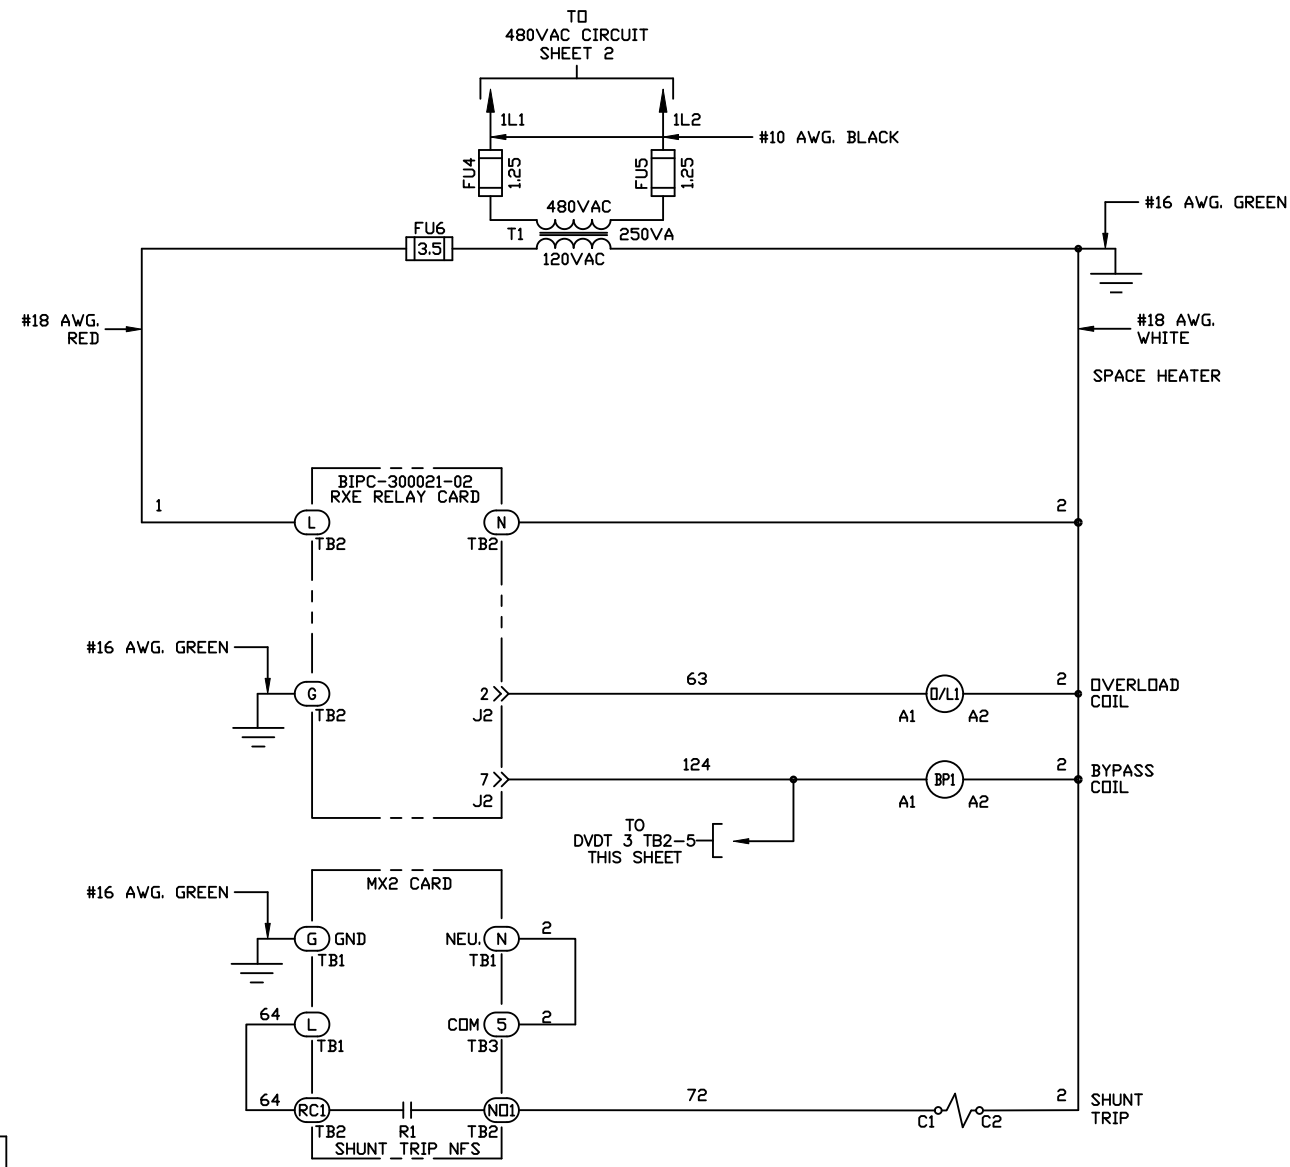 TO
480VAC CIRCUIT
SHEET 2
1L1
1L2
#10 AWG. BLACK
FU4
1.25
FU5
1.25
#16 AWG. GREEN
480VAC
FU6
T1
250VA
3.5
120VAC
#18 AWG.
RED
#18 AWG.
WHITE
SPACE HEATER
BIPC-300021-02
RXE RELAY CARD
1
L
N
2
TB2
TB2
#16 AWG. GREEN
63
2
OVERLOAD
COIL
G
2
O/L1
TB2
J2
A1
A2
124
2
BYPASS
COIL
7
BP1
J2
A1
A2
TO
DVDT 3 TB2-5
THIS SHEET
MX2 CARD
#16 AWG. GREEN
G
GND
NEU.
N
2
TB1
TB1
64
L
COM
5
2
TB1
TB3
64
RC1
NO1
72
2
SHUNT
TRIP
TB2
R1
TB2
C1
C2
SHUNT TRIP NFS